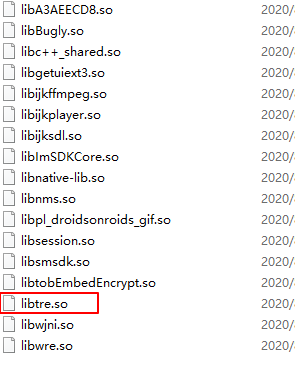 libA3AEECD8.so 2020/
libBugly.so 2020/
libc++_shared.so 2020/
libgetuiext3.so 2020/
libijkffmpeg.so 2020/
libijkplayer.so 2020/
libijksdl.so 2020/
libImSDKCore.so 2020/
libnative-lib.so 2020/
libnms.so 2020/
libpl_droidsonroids_gif.so 2020/
libsession.so 2020/
libsmsdk.so 2020/
libtobEmbedEncrypt.so 2020/
libtre.so 2020/
libwjni.so 2020/
libwre.so 2020/